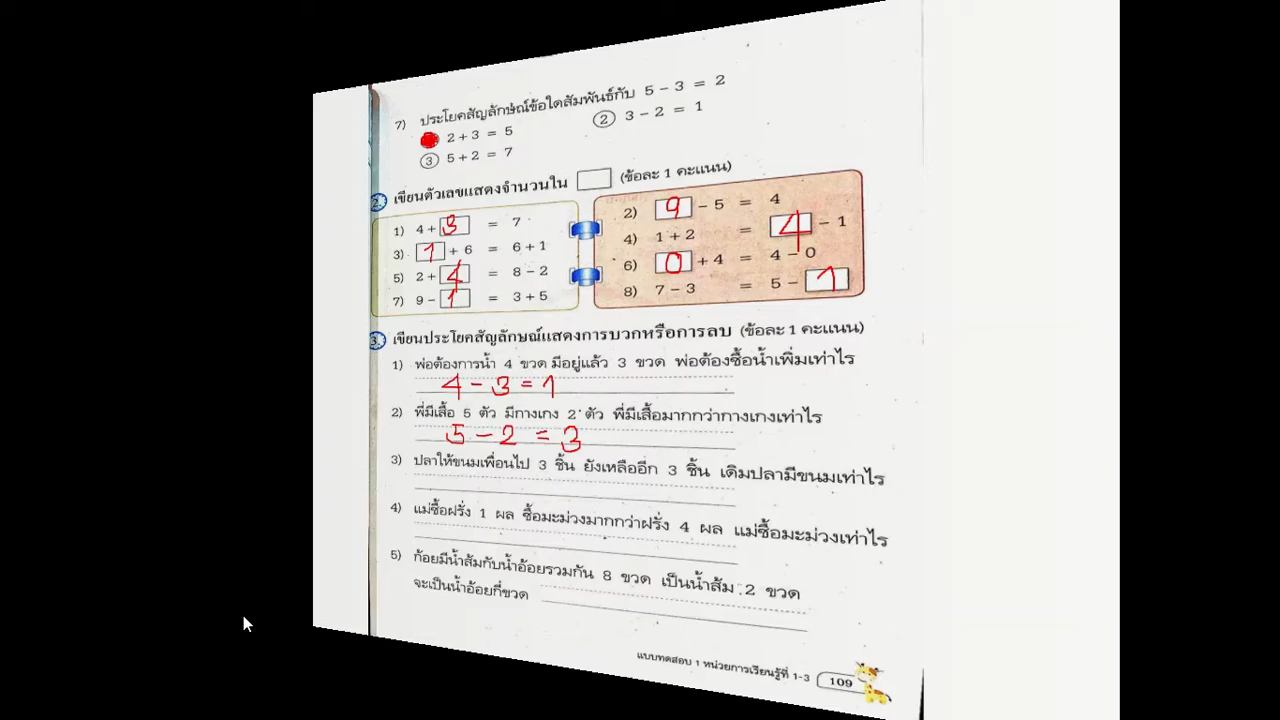 7) ประโยคสัญลักษณ์ข้อใดสัมพันธ์กับ 5 – 3 = 2
2 + 3 = 5 ② 3 – 2 = 1
③ 5 + 2 = 7
2. เขียนตัวเลขแสดงจำนวนใน (ข้อละ 1 คะแนน)
1) 4 + 3 = 7
2) 9 – 5 = 4
3) 1 + 6 = 6 + 1
4) 1 + 2 = 4 – 1
5) 2 + 4 = 8 – 2
6) 0 + 4 = 4 – 0
7) 9 – 1 = 3 + 5
8) 7 – 3 = 5 – 1
3. เขียนประโยคสัญลักษณ์แสดงการบวกหรือการลบ (ข้อละ 1 คะแนน)
1) พ่อต้องการน้ำ 4 ขวด มีอยู่แล้ว 3 ขวด พ่อต้องซื้อน้ำเพิ่มเท่าไร
4 – 3 = 1
2) พี่มีเสื้อ 5 ตัว มีกางเกง 2 ตัว พี่มีเสื้อมากกว่ากางเกงเท่าไร
5 – 2 = 3
3) ปลาให้ขนมเพื่อนไป 3 ชิ้น ยังเหลืออีก 3 ชิ้น เดิมปลามีขนมเท่าไร
4) แม่ซื้อฝรั่ง 1 ผล ซื้อมะม่วงมากกว่าฝรั่ง 4 ผล แม่ซื้อมะม่วงเท่าไร
5) ก้อยมีน้ำส้มกับน้ำอ้อยรวมกัน 8 ขวด เป็นน้ำส้ม 2 ขวด
จะเป็นน้ำอ้อยกี่ขวด
แบบทดสอบ 1 หน่วยการเรียนรู้ที่ 1-3 109